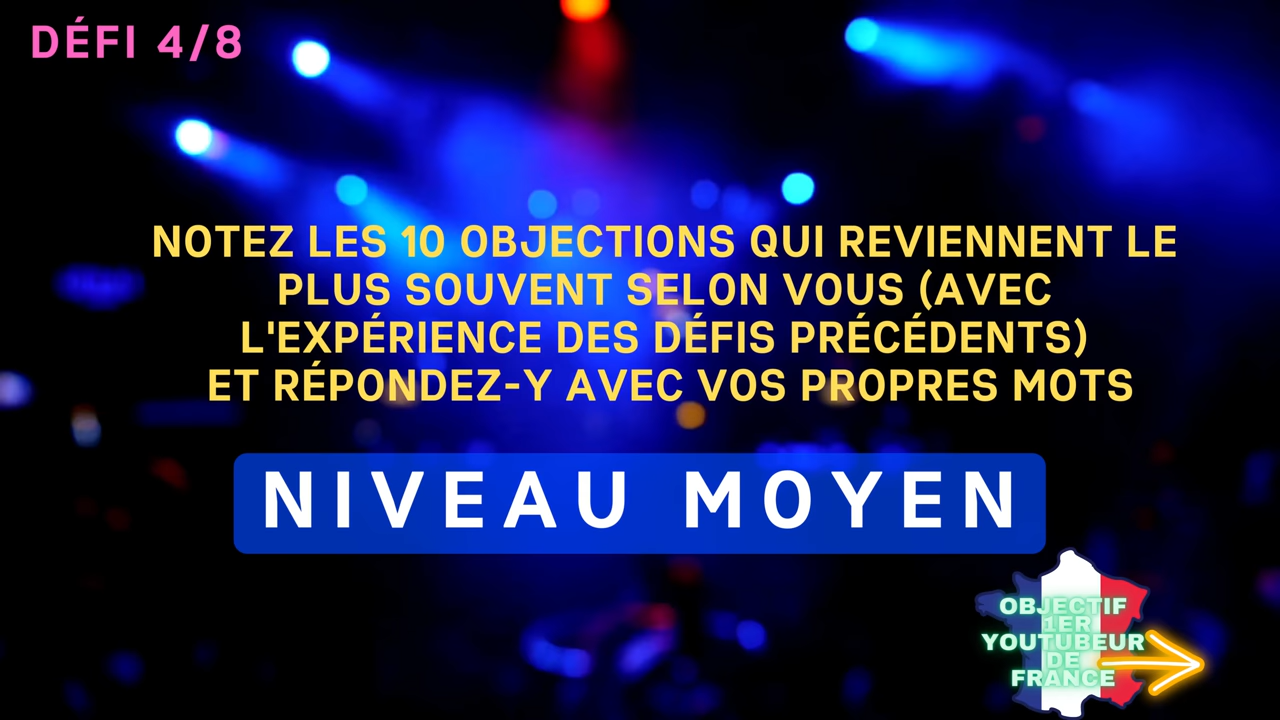 DÉFI 4/8
NOTEZ LES 10 OBJECTIONS QUI REVIENNENT LE
PLUS SOUVENT SELON VOUS (AVEC
L'EXPÉRIENCE DES DÉFIS PRÉCÉDENTS)
ET RÉPONDEZ-Y AVEC VOS PROPRES MOTS
NIVEAU MOYEN
OBJECTIF
1ER
YOUTUBEUR
DE
FRANCE